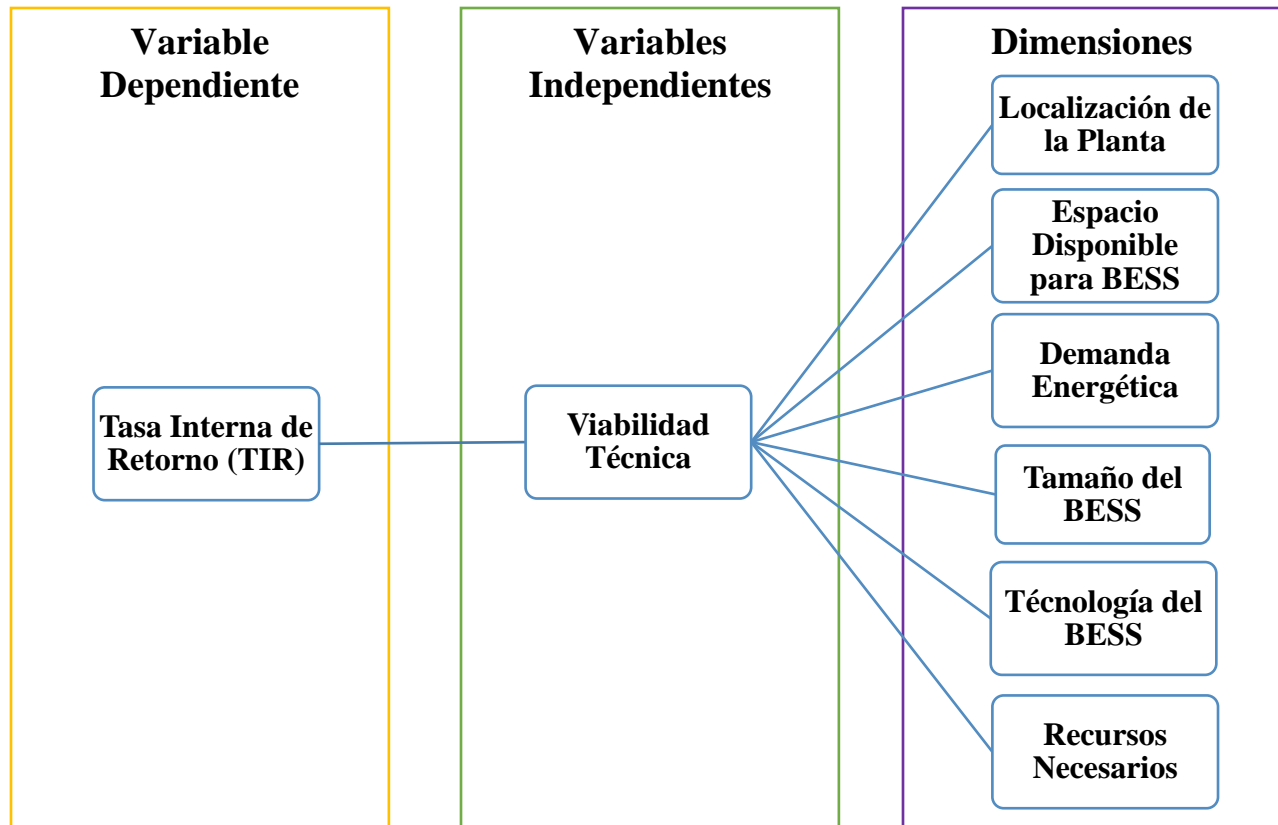 Variable
Dependiente
Tasa Interna de
Retorno (TIR)
Variables
Independientes
Viabilidad
Técnica
Dimensiones
Localización de
la Planta
Espacio
Disponible
para BESS
Demanda
Energética
Tamaño del
BESS
Técnología del
BESS
Recursos
Necesarios